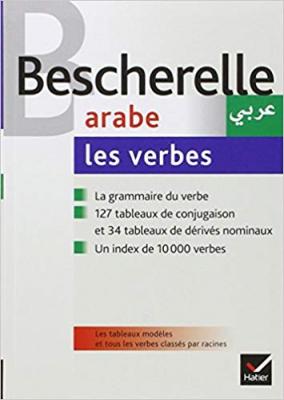 B
Bescherelle
arabe
عربي
les verbes
La grammaire du verbe
127 tableaux de conjugaison
et 34 tableaux de dérivés nominaux
Un index de 10 000 verbes
Les tableaux modèles
et tous les verbes classés par racines
Hatier